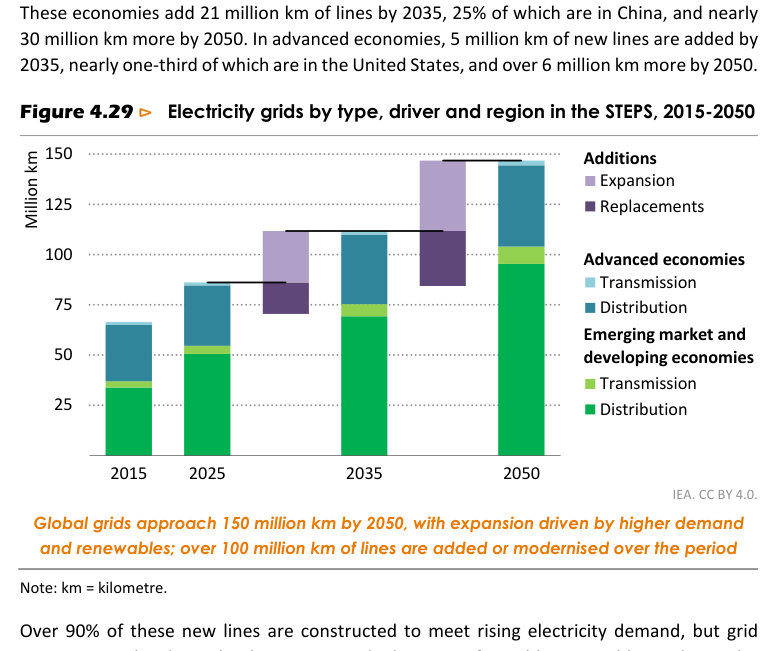 These economies add 21 million km of lines by 2035, 25% of which are in China, and nearly
30 million km more by 2050. In advanced economies, 5 million km of new lines are added by
2035, nearly one-third of which are in the United States, and over 6 million km more by 2050.
Figure 4.29 ▻ Electricity grids by type, driver and region in the STEPS, 2015-2050
Million km
150
125
100
75
50
25
2015
2025
2035
2050
Additions
Expansion
Replacements
Advanced economies
Transmission
Distribution
Emerging market and
developing economies
Transmission
Distribution
IEA. CC BY 4.0.
Global grids approach 150 million km by 2050, with expansion driven by higher demand
and renewables; over 100 million km of lines are added or modernised over the period
Note: km = kilometre.
Over 90% of these new lines are constructed to meet rising electricity demand, but grid